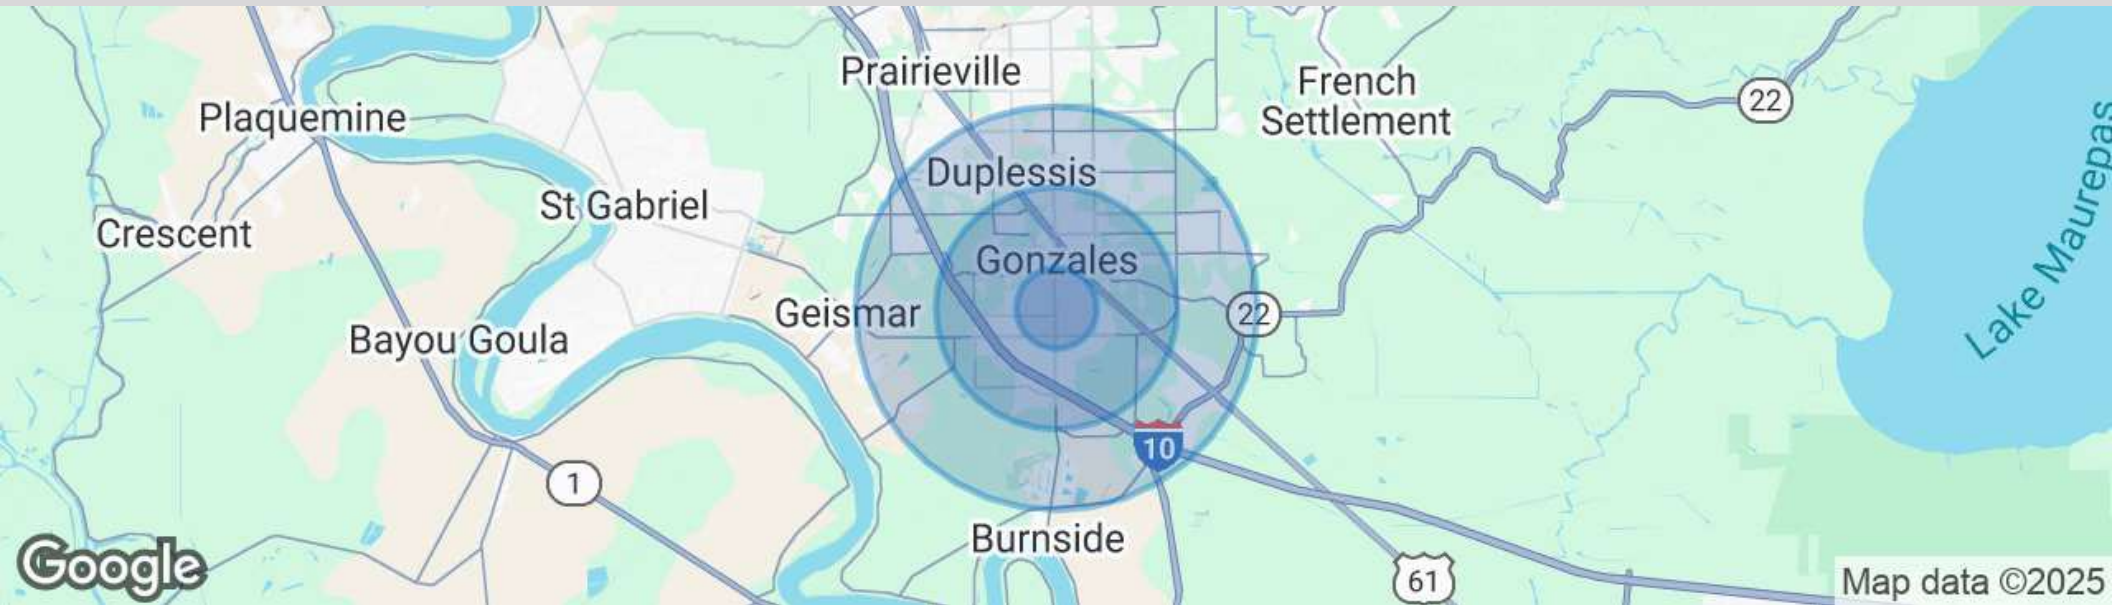 Prairieville
French
Settlement
22
Plaquemine
Duplessis
St Gabriel
Crescent
Lake Maurepas
Gonzales
Geismar
22
Bayou Goula
10
1
Burnside
Google
61
Map data ©2025